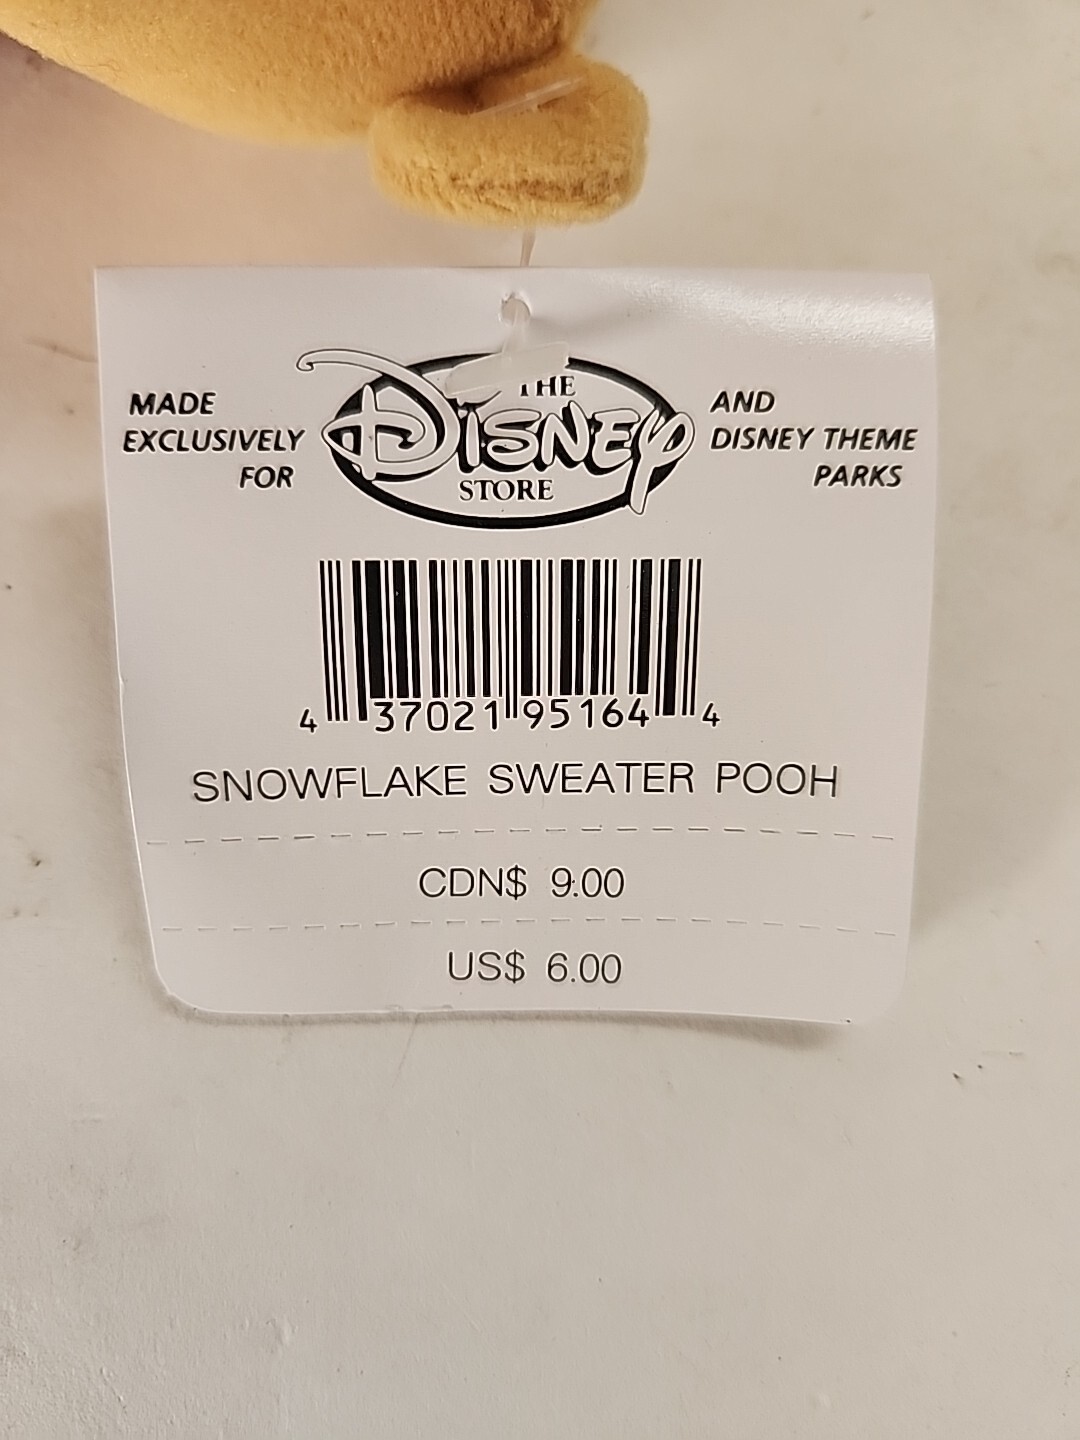 MADE
EXCLUSIVELY
FOR
THE
Disney
STORE
AND
DISNEY THEME
PARKS
4 37021 95164 4
SNOWFLAKE SWEATER POOH
CDN$ 9.00
US$ 6.00